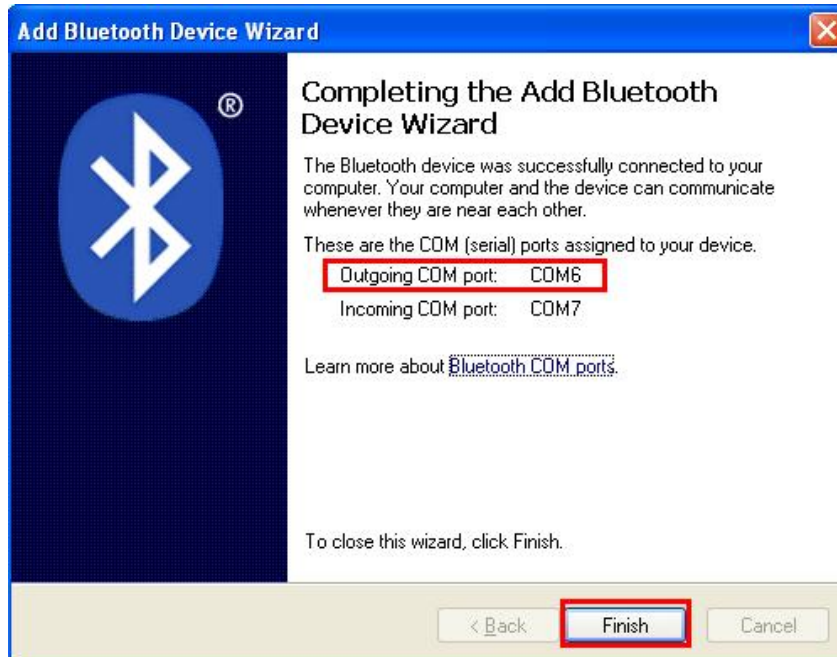 Add Bluetooth Device Wizard
®
Completing the Add Bluetooth
Device Wizard
The Bluetooth device was successfully connected to your
computer. Your computer and the device can communicate
whenever they are near each other.
These are the COM (serial) ports assigned to your device.
Outgoing COM port: COM6
Incoming COM port: COM7
Learn more about Bluetooth COM ports.
To close this wizard, click Finish.
< Back Finish Cancel